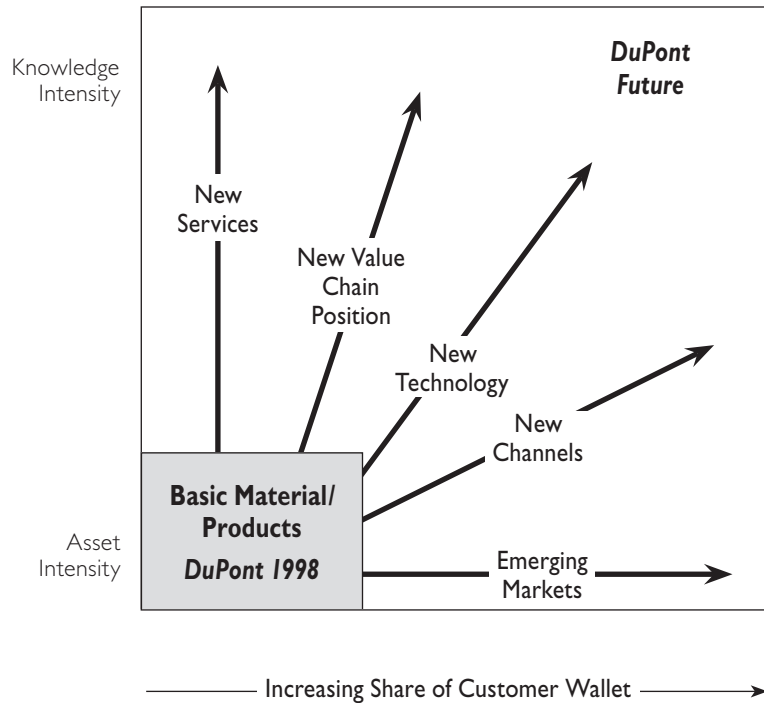 Knowledge
Intensity
DuPont
Future
New
Services
New Value
Chain
Position
New
Technology
New
Channels
Basic Material/
Products
DuPont 1998
Asset
Intensity
Emerging
Markets
Increasing Share of Customer Wallet